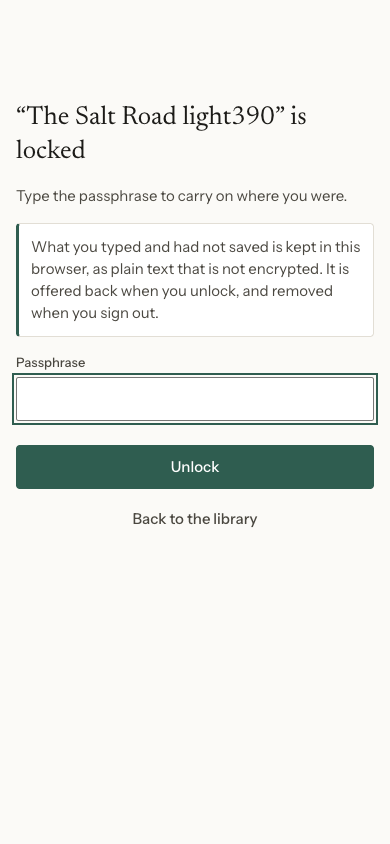 “The Salt Road light390” is
locked
Type the passphrase to carry on where you were.
What you typed and had not saved is kept in this
browser, as plain text that is not encrypted. It is
offered back when you unlock, and removed
when you sign out.
Passphrase
Unlock
Back to the library